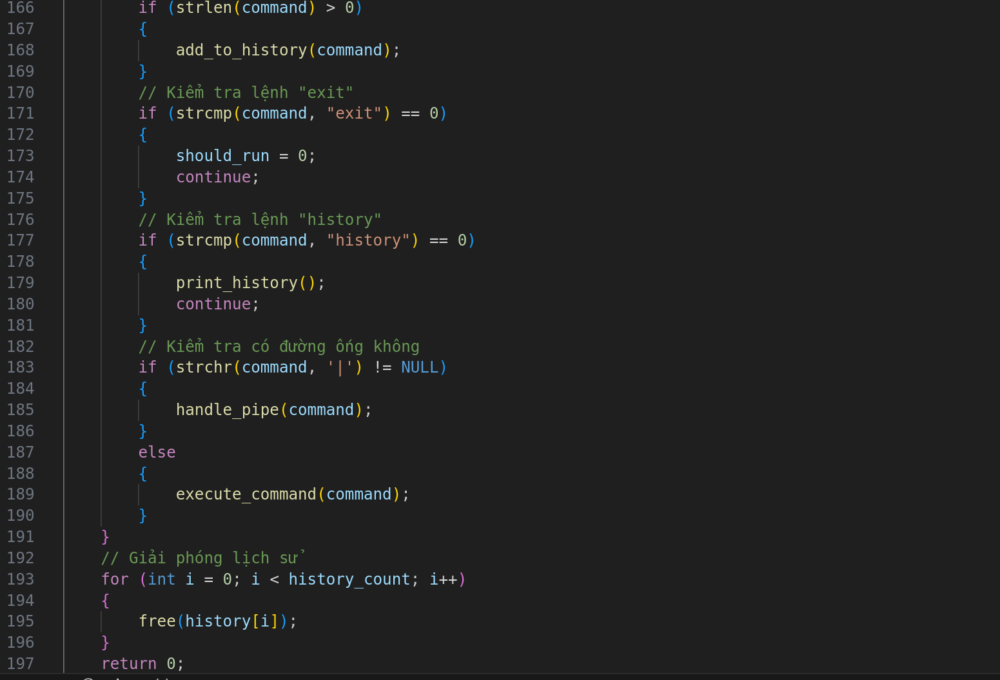 166 if (strlen(command) > 0)
167 {
168 add_to_history(command);
169 }
170 // Kiểm tra lệnh "exit"
171 if (strcmp(command, "exit") == 0)
172 {
173 should_run = 0;
174 continue;
175 }
176 // Kiểm tra lệnh "history"
177 if (strcmp(command, "history") == 0)
178 {
179 print_history();
180 continue;
181 }
182 // Kiểm tra có đường ống không
183 if (strchr(command, '|') != NULL)
184 {
185 handle_pipe(command);
186 }
187 else
188 {
189 execute_command(command);
190 }
191 }
192 // Giải phóng lịch sử
193 for (int i = 0; i < history_count; i++)
194 {
195 free(history[i]);
196 }
197 return 0;